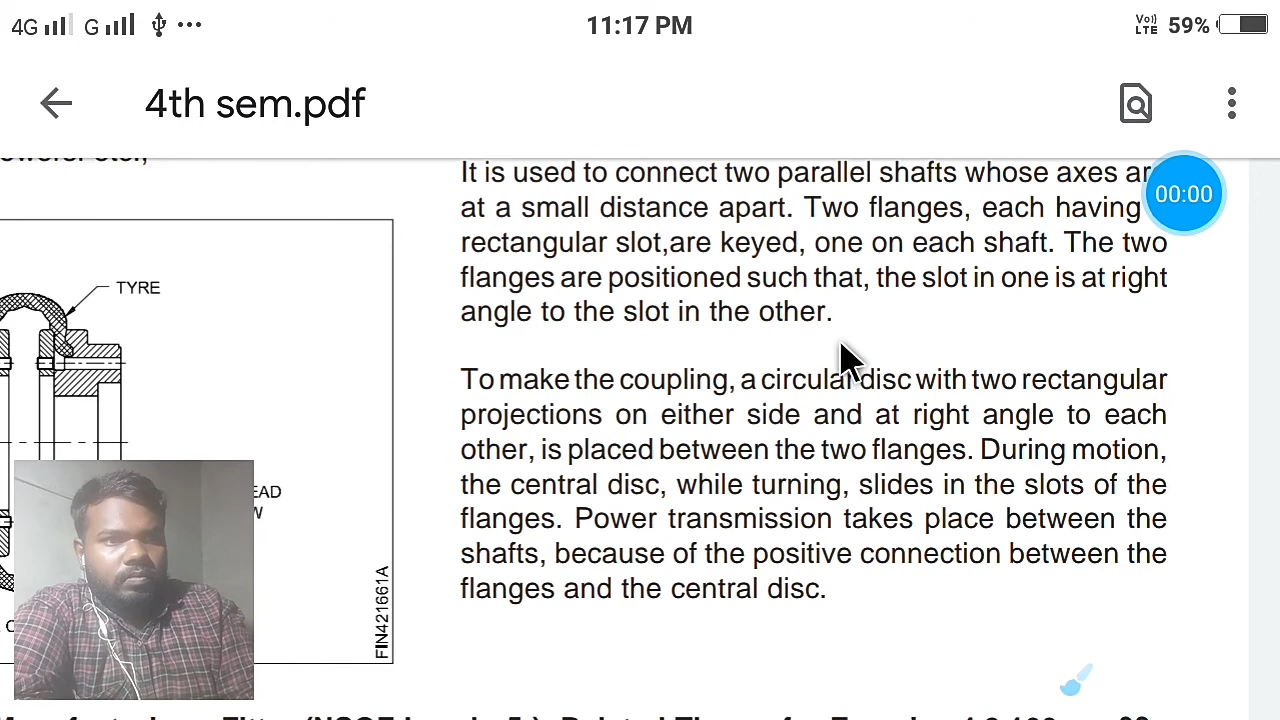 4G G 11:17 PM Vo) LTE 59%
4th sem.pdf
It is used to connect two parallel shafts whose axes
at a small distance apart. Two flanges, each having
rectangular slot,are keyed, one on each shaft. The two
flanges are positioned such that, the slot in one is at right
angle to the slot in the other.
To make the coupling, a circular disc with two rectangular
projections on either side and at right angle to each
other, is placed between the two flanges. During motion,
the central disc, while turning, slides in the slots of the
flanges. Power transmission takes place between the
shafts, because of the positive connection between the
flanges and the central disc.
00:00
TYRE
EAD
W
FIN421661A